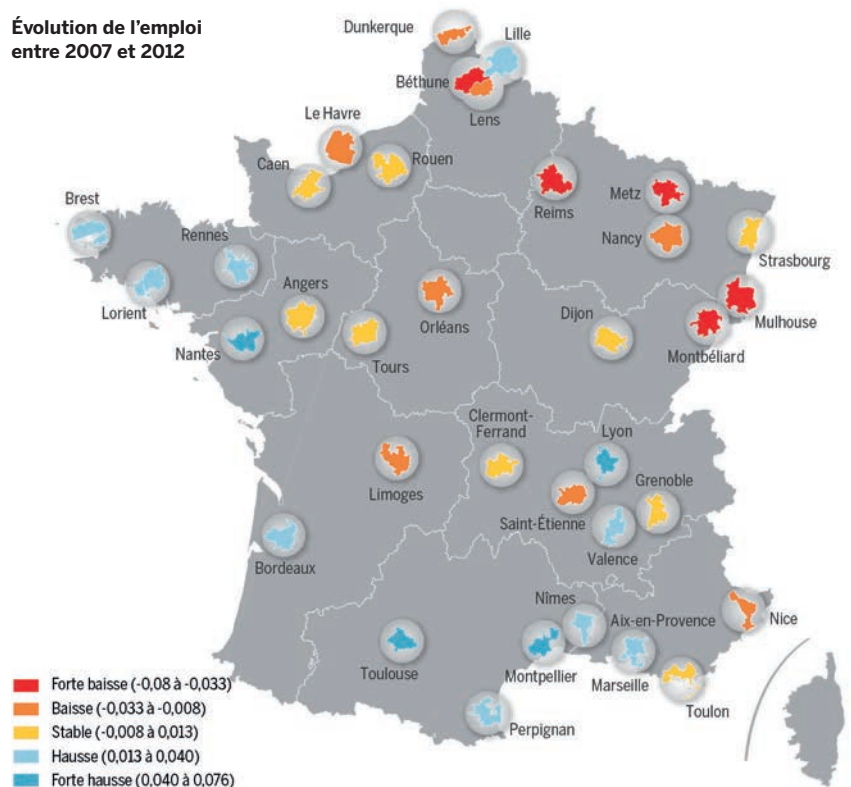 Évolution de l’emploi
entre 2007 et 2012
Dunkerque
Lille
Béthune
Lens
Le Havre
Caen
Rouen
Reims
Metz
Nancy
Strasbourg
Brest
Rennes
Lorient
Angers
Nantes
Tours
Orléans
Dijon
Mulhouse
Montbéliard
Clermont-
Ferrand
Lyon
Limoges
Saint-Étienne
Grenoble
Valence
Bordeaux
Nîmes
Aix-en-Provence
Nice
Toulouse
Montpellier
Marseille
Toulon
Perpignan
Forte baisse (-0,08 à -0,033)
Baisse (-0,033 à -0,008)
Stable (-0,008 à 0,013)
Hausse (0,013 à 0,040)
Forte hausse (0,040 à 0,076)